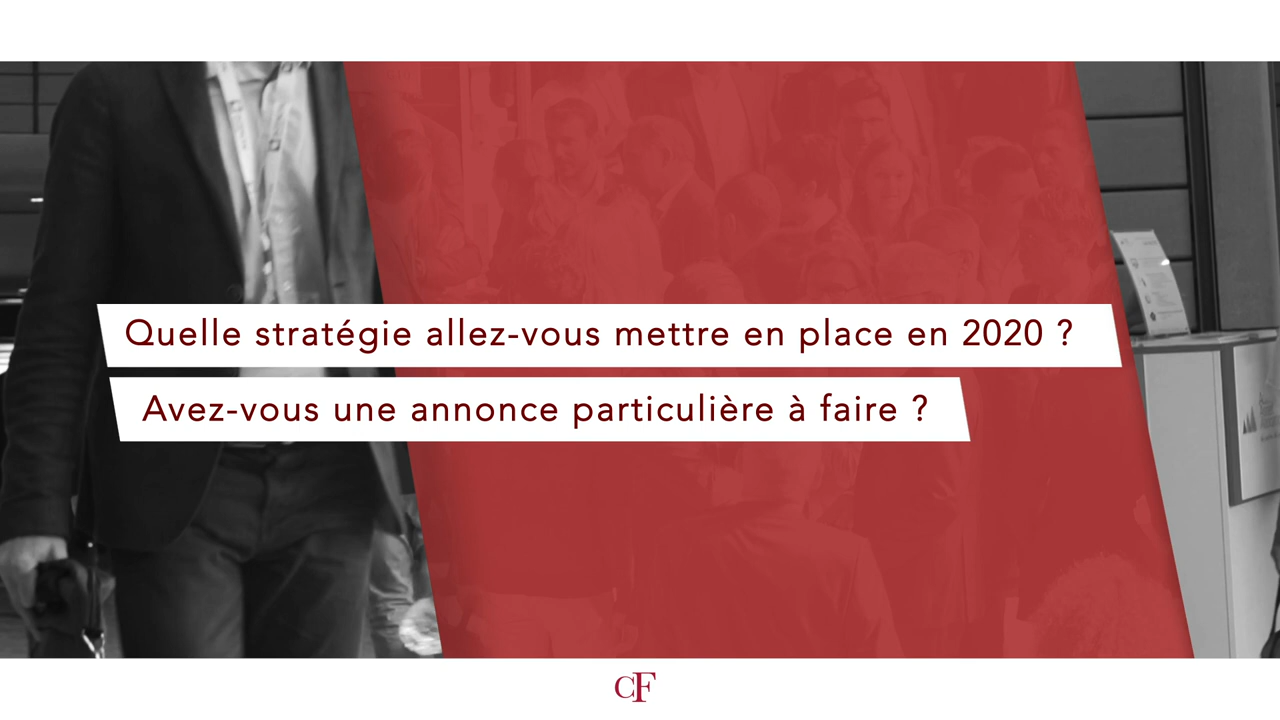 Quelle stratégie allez-vous mettre en place en 2020 ?
Avez-vous une annonce particulière à faire ?
CF